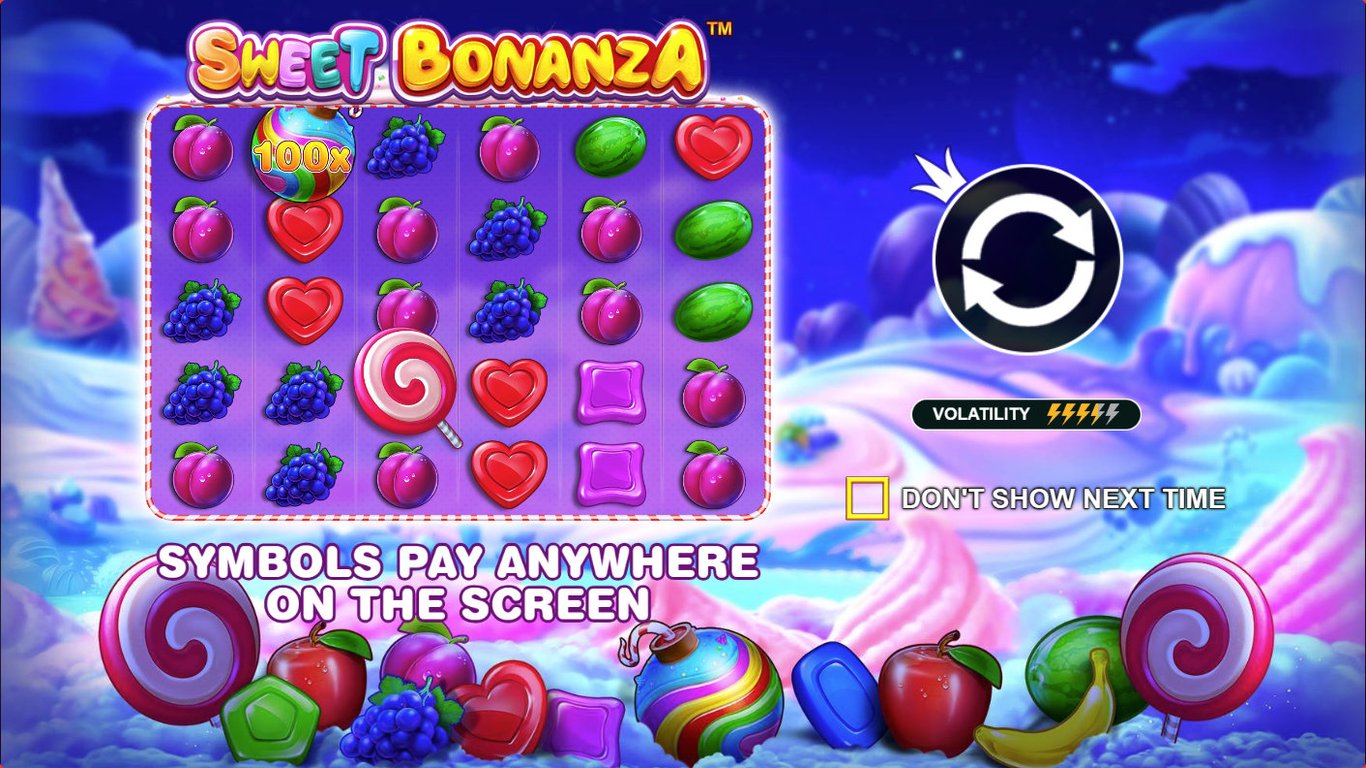 SWEET BONANZA™
100x
VOLATILITY
DON'T SHOW NEXT TIME
SYMBOLS PAY ANYWHERE
ON THE SCREEN